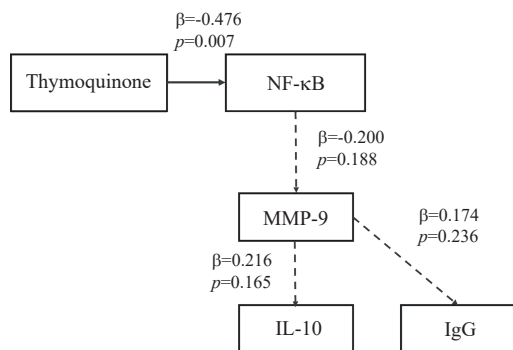 β=-0.476
p=0.007
Thymoquinone
NF-κB
β=-0.200
p=0.188
MMP-9
β=0.174
p=0.236
β=0.216
p=0.165
IL-10
IgG